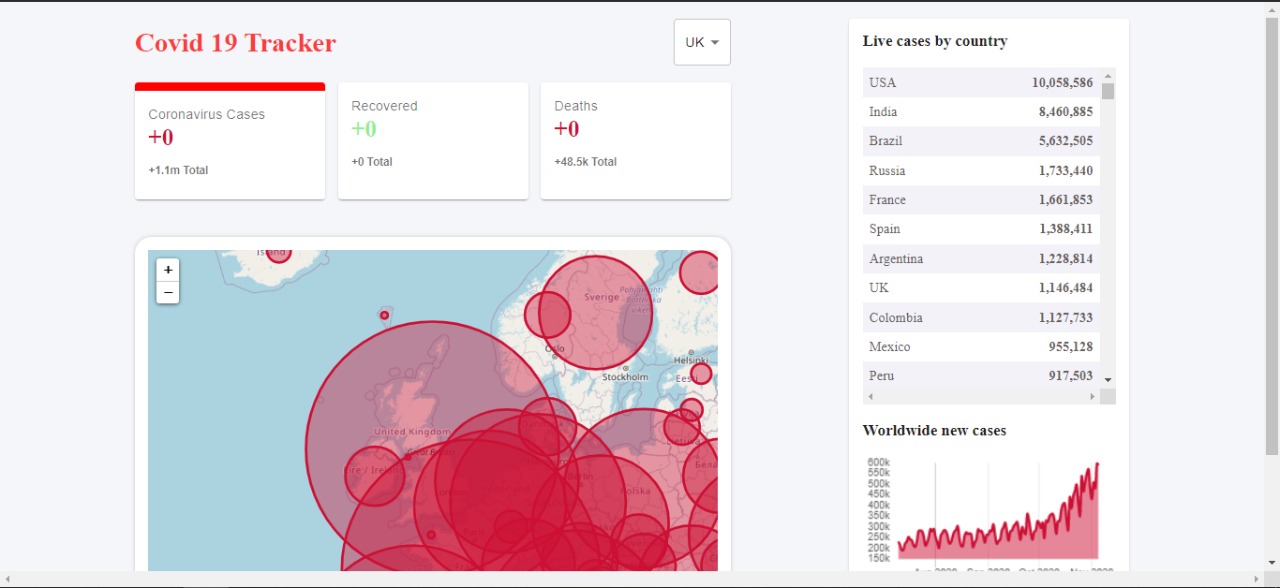 Covid 19 Tracker
UK
Coronavirus Cases
+0
+1.1m Total
Recovered
+0
+0 Total
Deaths
+0
+48.5k Total
+
−
Sverige
Oslo
Stockholm
Helsinki
Eesti
United Kingdom
Éire / Ireland
Polska
Live cases by country
USA 10,058,586
India 8,460,885
Brazil 5,632,505
Russia 1,733,440
France 1,661,853
Spain 1,388,411
Argentina 1,228,814
UK 1,146,484
Colombia 1,127,733
Mexico 955,128
Peru 917,503
Worldwide new cases
600k
550k
500k
450k
400k
350k
300k
250k
200k
150k